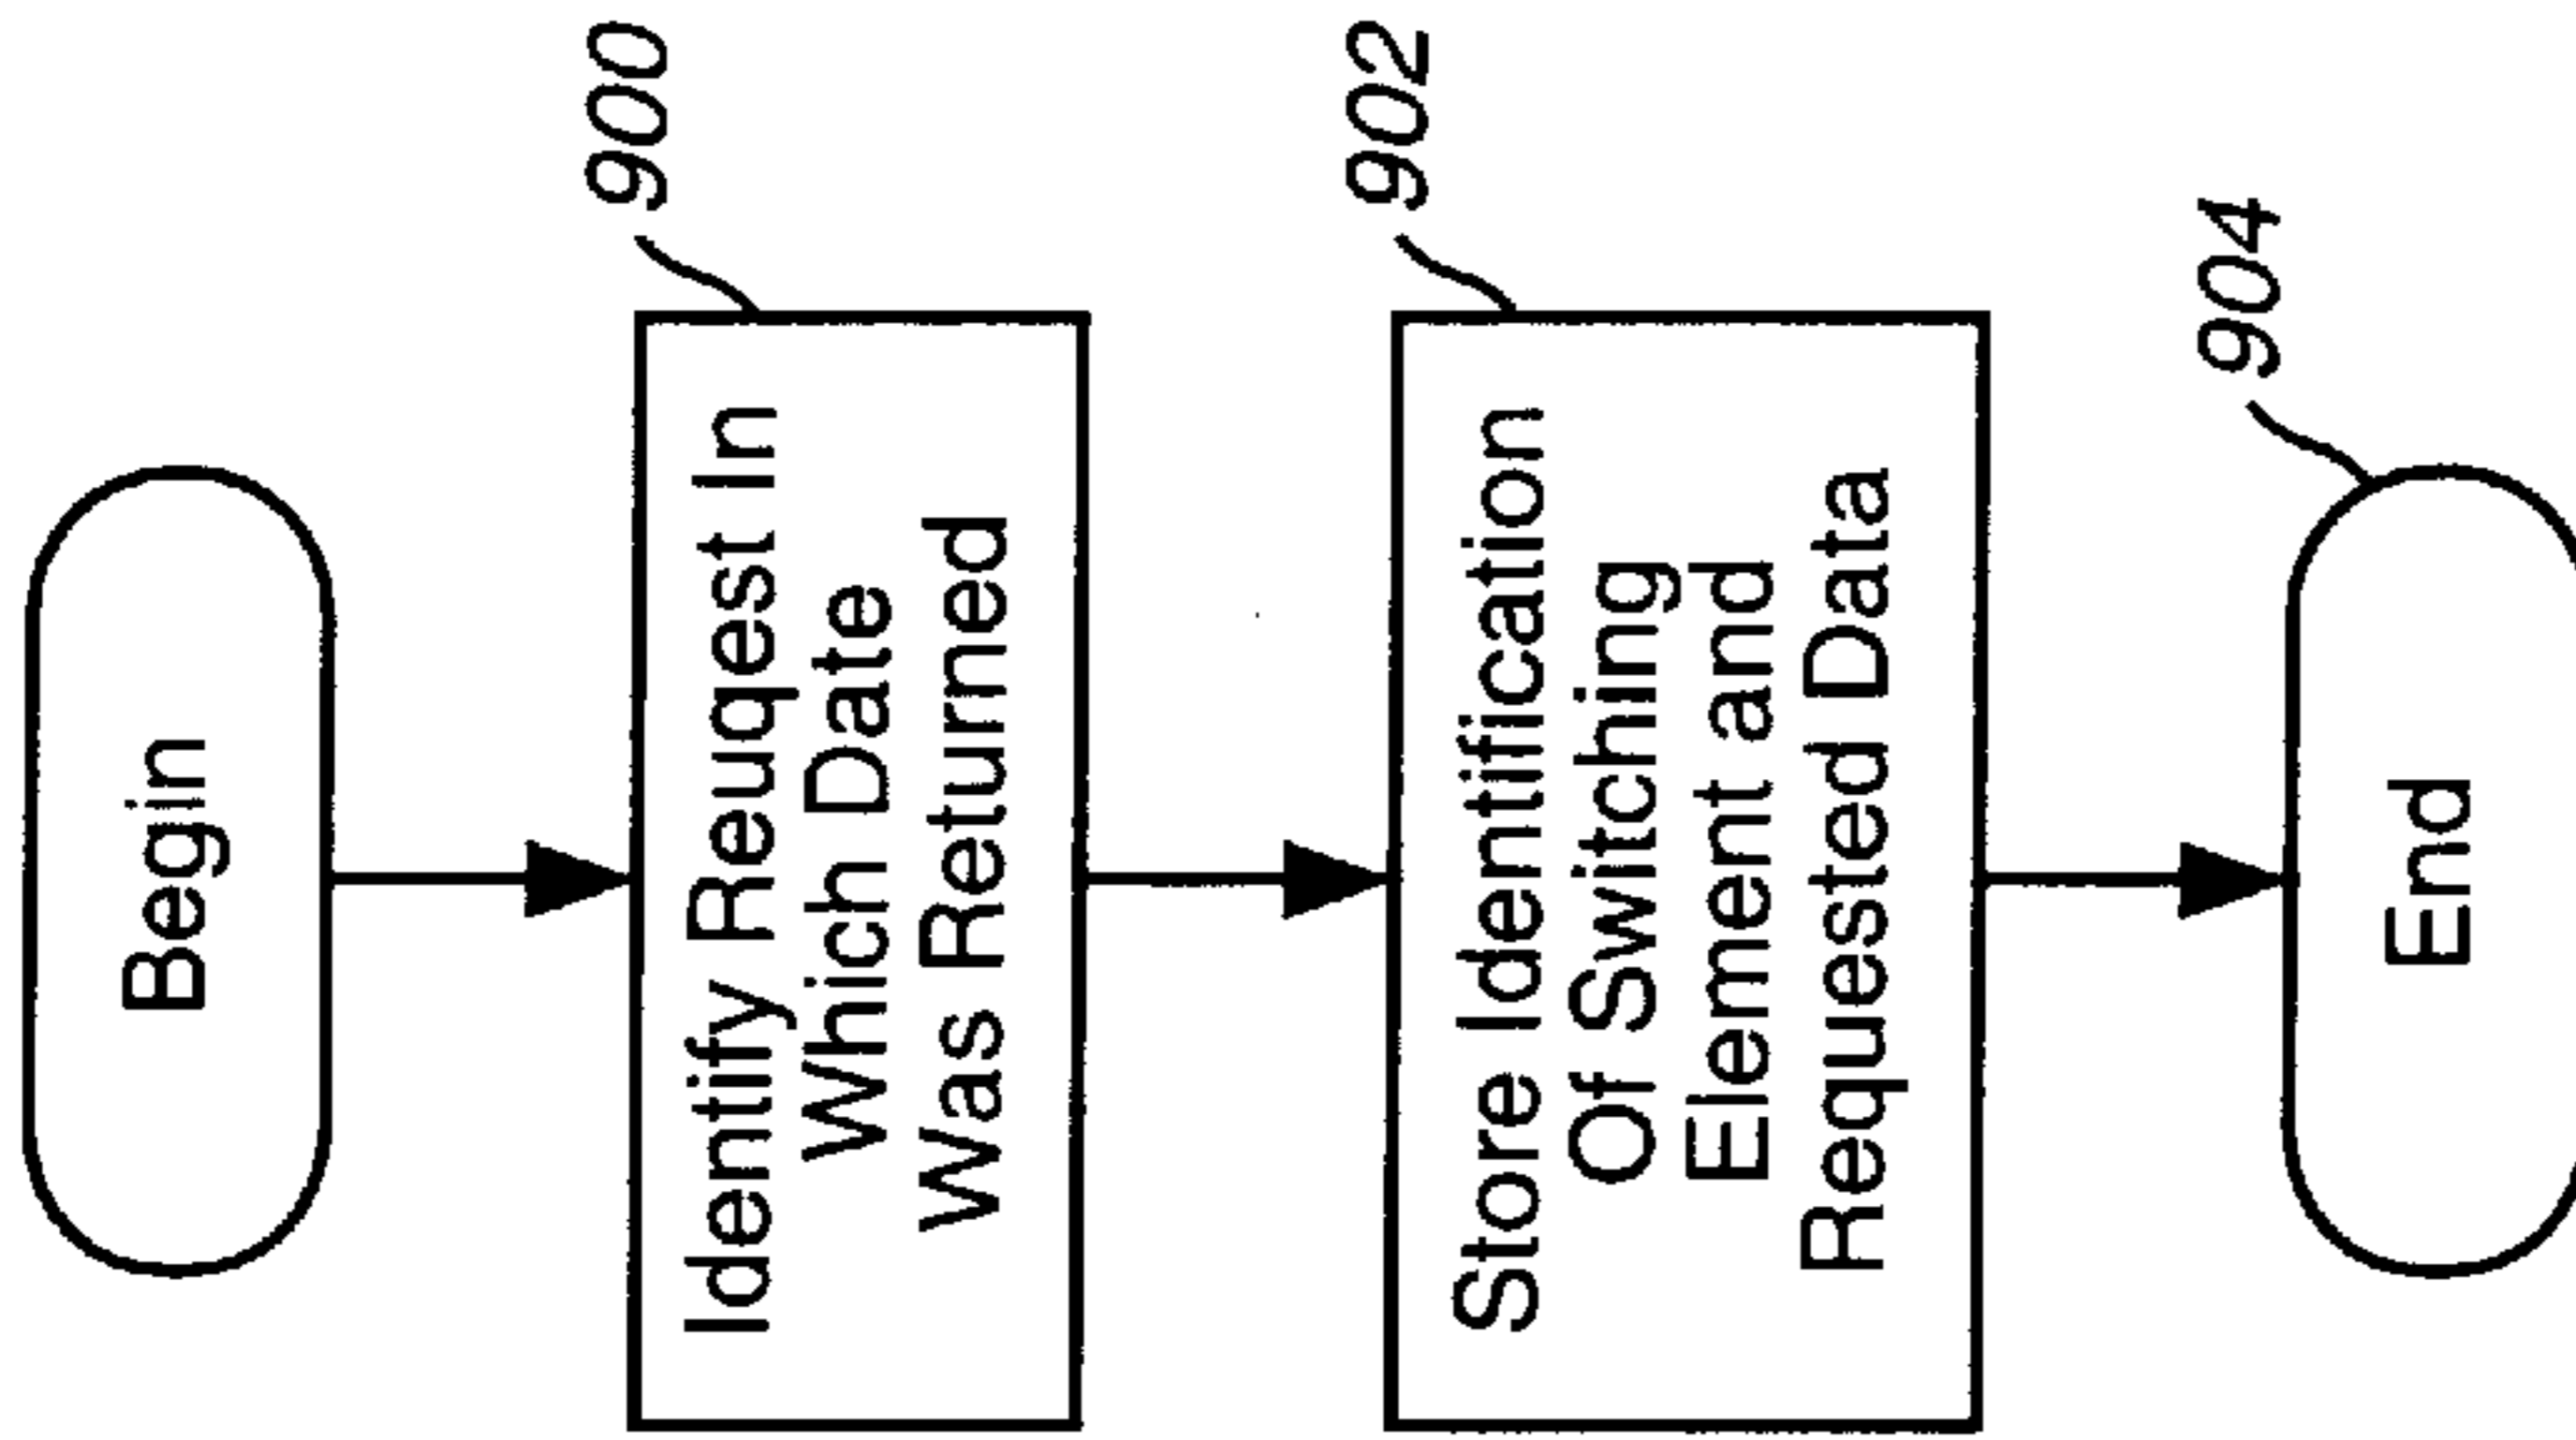 Begin
900
Identify Reuqest In
Which Date
Was Returned
902
Store Identification
Of Switching
Element and
Requested Data
904
End